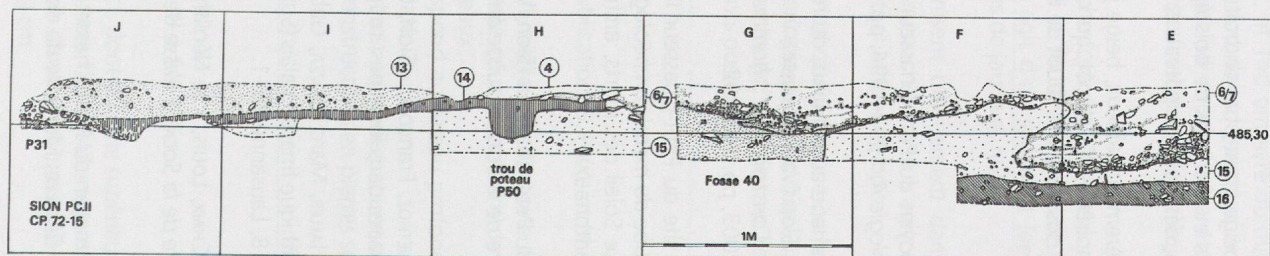 J I H G F E
13 14 4 6/7 6/7
485,30
P31
15 15
trou de
poteau
P50
Fosse 40
16
SION PC.II
CP. 72-15
1M